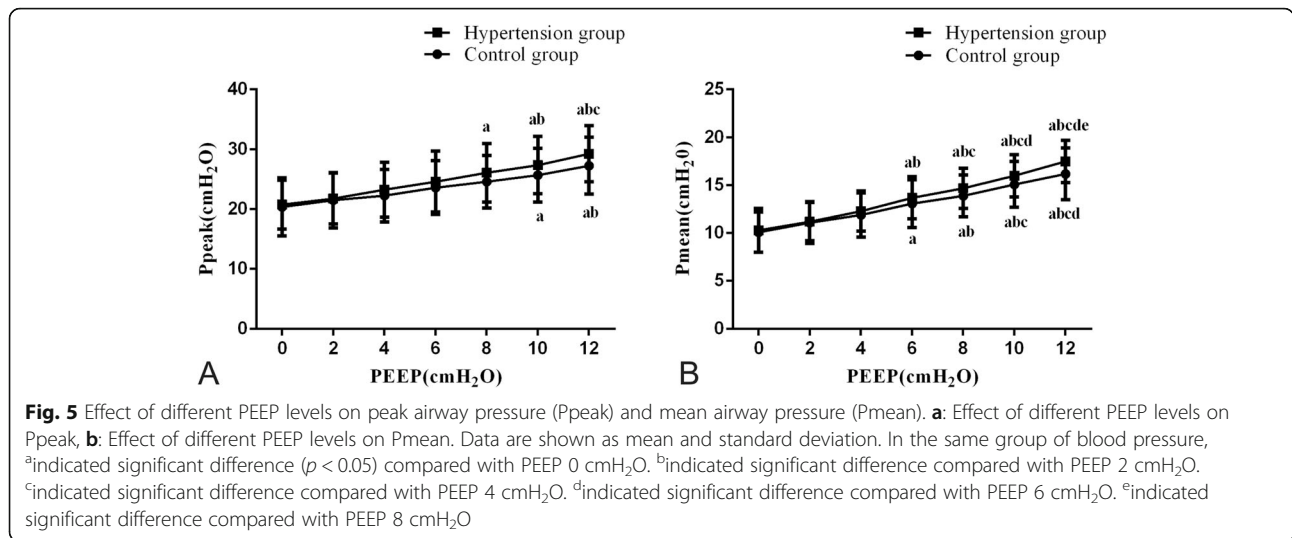 Hypertension group
Control group
Hypertension group
Control group
40
30
20
10
0
Ppeak(cmH₂O)
a
ab
abc
a
ab
0 2 4 6 8 10 12
PEEP(cmH₂O)
A
25
20
15
10
5
0
Pmean(cmH₂0)
ab
abc
abcd
abcde
a
ab
abc
abcd
0 2 4 6 8 10 12
PEEP(cmH₂O)
B
Fig. 5 Effect of different PEEP levels on peak airway pressure (Ppeak) and mean airway pressure (Pmean). a: Effect of different PEEP levels on
Ppeak, b: Effect of different PEEP levels on Pmean. Data are shown as mean and standard deviation. In the same group of blood pressure,
ᵃindicated significant difference (p < 0.05) compared with PEEP 0 cmH₂O. ᵇindicated significant difference compared with PEEP 2 cmH₂O.
ᶜindicated significant difference compared with PEEP 4 cmH₂O. ᵈindicated significant difference compared with PEEP 6 cmH₂O. ᵉindicated
significant difference compared with PEEP 8 cmH₂O